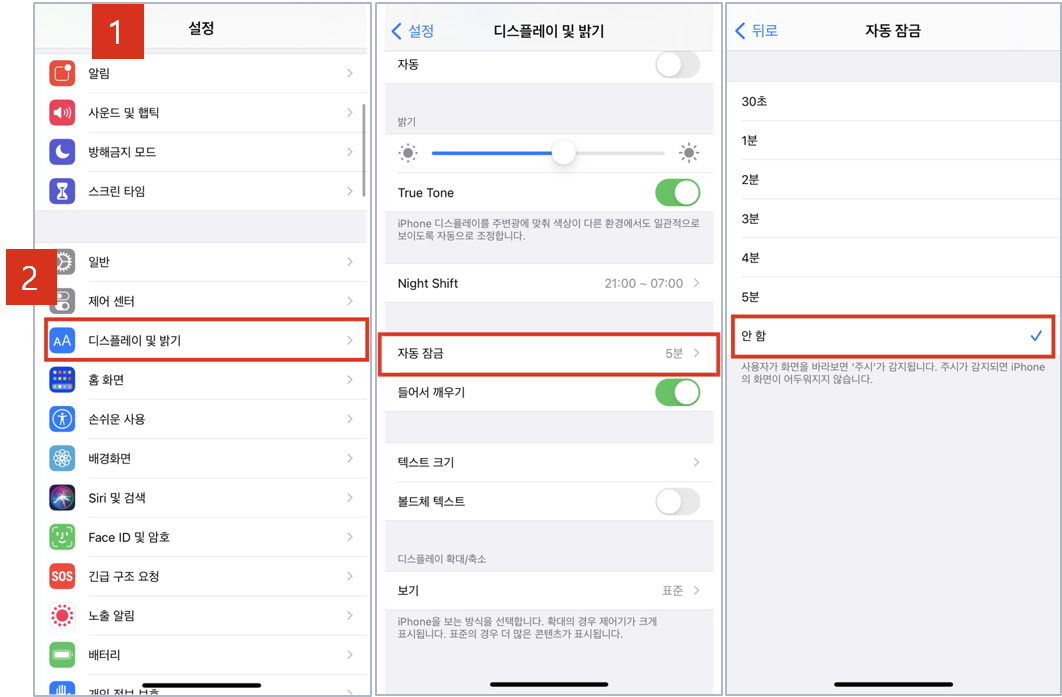 1
설정
알림
사운드 및 햅틱
방해금지 모드
스크린 타임
2
일반
제어 센터
AA 디스플레이 및 밝기
홈 화면
손쉬운 사용
배경화면
Siri 및 검색
Face ID 및 암호
SOS 긴급 구조 요청
노출 알림
배터리
개인 정보 보호
설정 디스플레이 및 밝기
자동
밝기
True Tone
iPhone 디스플레이를 주변광에 맞춰 색상이 다른 환경에서도 일관적으로
보이도록 자동으로 조정합니다.
Night Shift 21:00 ~ 07:00
자동 잠금 5분
들어서 깨우기
텍스트 크기
볼드체 텍스트
디스플레이 확대/축소
보기 표준
iPhone을 보는 방식을 선택합니다. 확대의 경우 제어기가 크게
표시됩니다. 표준의 경우 더 많은 콘텐츠가 표시됩니다.
뒤로 자동 잠금
30초
1분
2분
3분
4분
5분
안 함
사용자가 화면을 바라보면 '주시'가 감지됩니다. 주시가 감지되면 iPhone
의 화면이 어두워지지 않습니다.